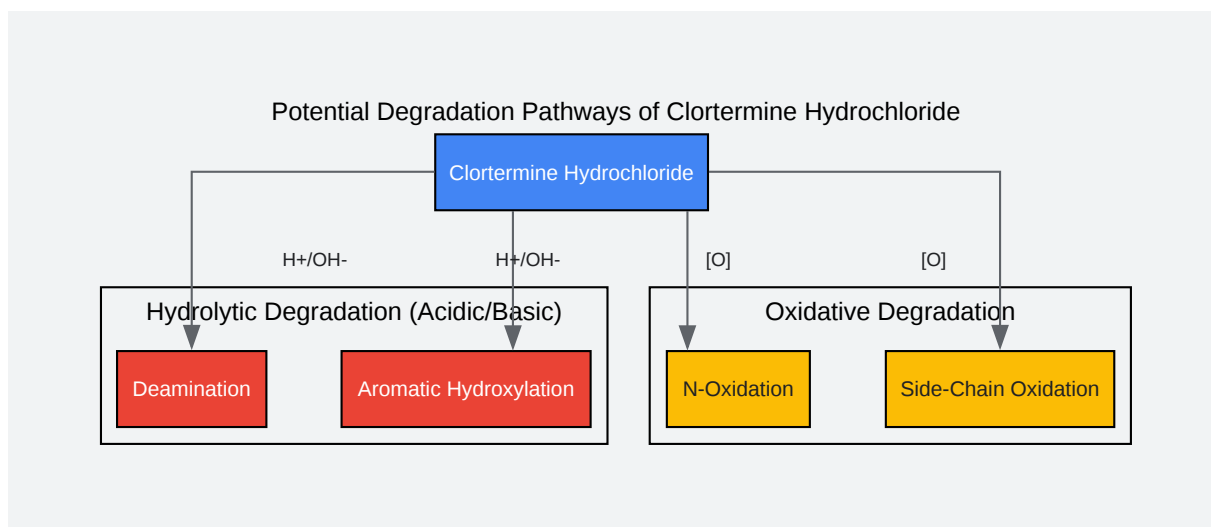 Potential Degradation Pathways of Clortermine Hydrochloride
Clortermine Hydrochloride
H+/OH-
H+/OH-
[O]
[O]
Hydrolytic Degradation (Acidic/Basic)
Oxidative Degradation
Deamination
Aromatic Hydroxylation
N-Oxidation
Side-Chain Oxidation